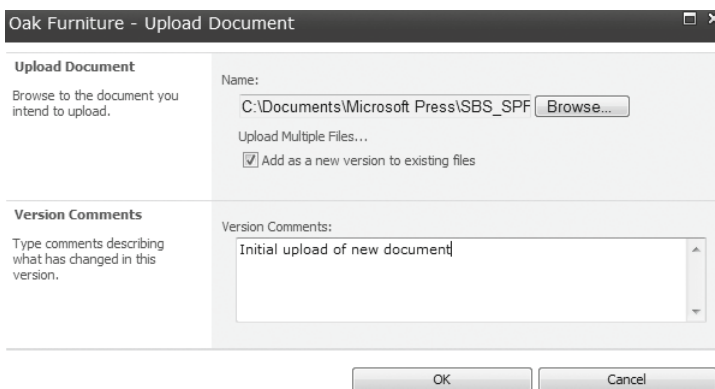 Oak Furniture - Upload Document
Upload Document
Browse to the document you
intend to upload.
Name:
C:\Documents\Microsoft Press\SBS_SPF
Browse...
Upload Multiple Files...
Add as a new version to existing files
Version Comments
Type comments describing
what has changed in this
version.
Version Comments:
Initial upload of new document
OK
Cancel